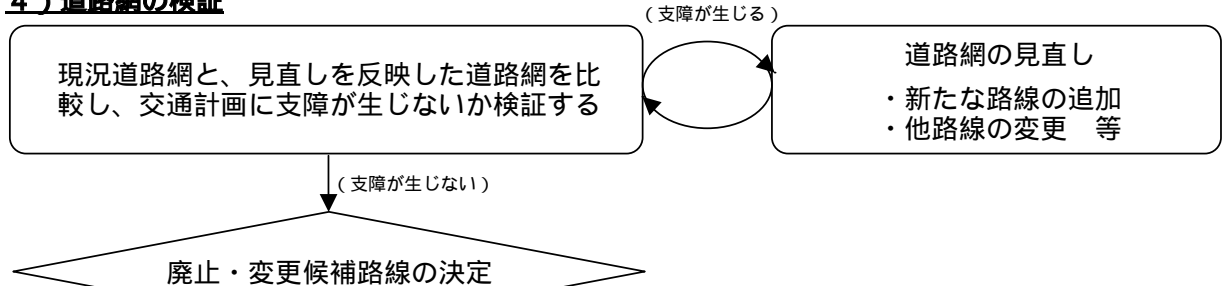 4）道路網の検証
（支障が生じる）
現況道路網と、見直しを反映した道路網を比
較し、交通計画に支障が生じないか検証する
道路網の見直し
・新たな路線の追加
・他路線の変更　等
（支障が生じない）
廃止・変更候補路線の決定